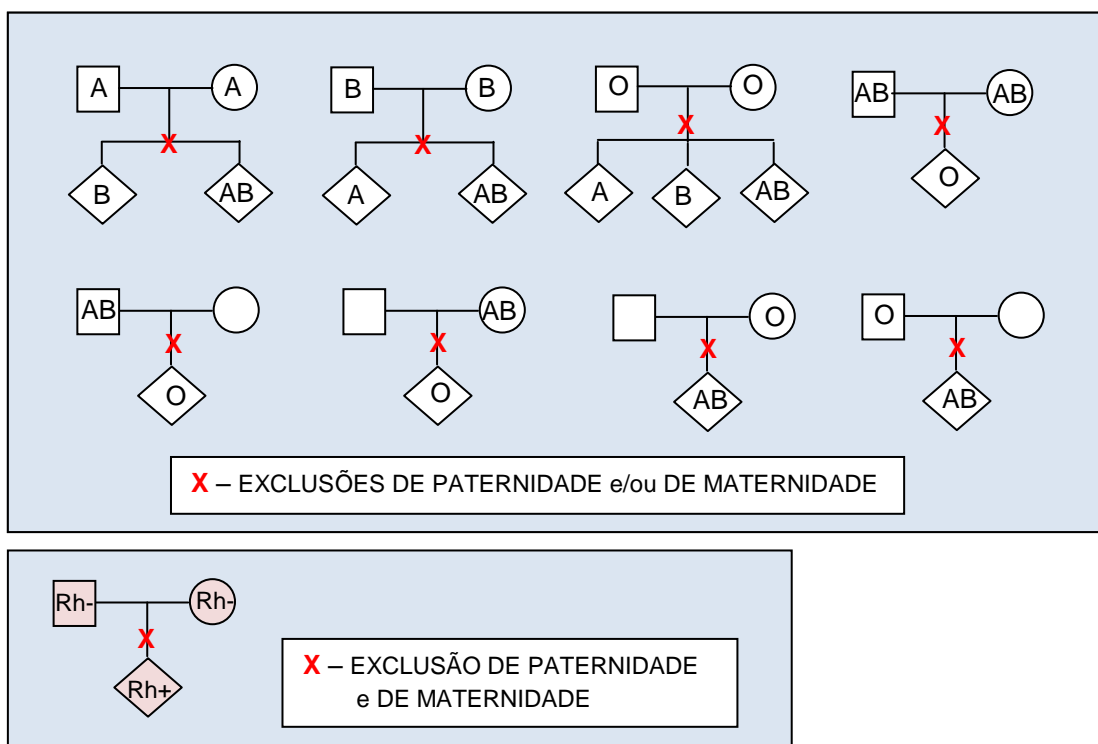 A A B B O O AB AB
X X X X
B AB A AB A B AB O
AB AB O O
X X X X
O O AB AB
X – EXCLUSÕES DE PATERNIDADE e/ou DE MATERNIDADE
Rh- Rh-
X
Rh+
X – EXCLUSÃO DE PATERNIDADE
e DE MATERNIDADE